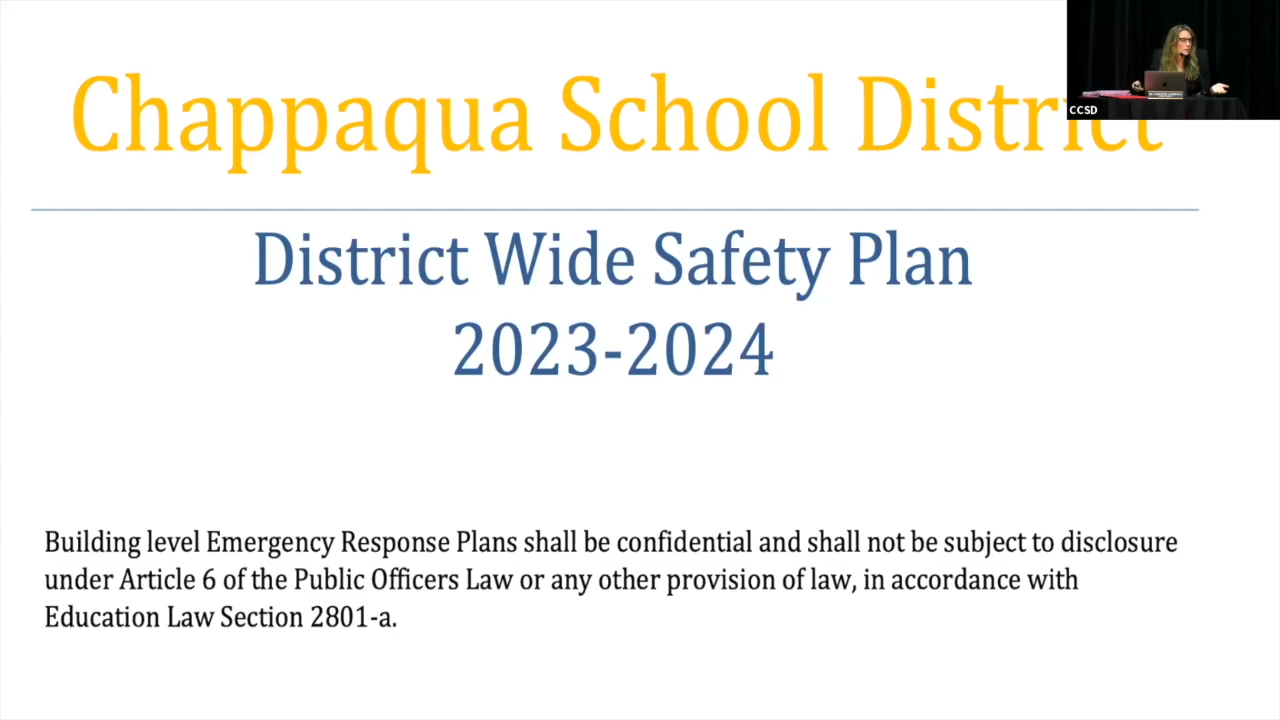 Chappaqua School District
CCSD
District Wide Safety Plan
2023-2024
Building level Emergency Response Plans shall be confidential and shall not be subject to disclosure
under Article 6 of the Public Officers Law or any other provision of law, in accordance with
Education Law Section 2801-a.